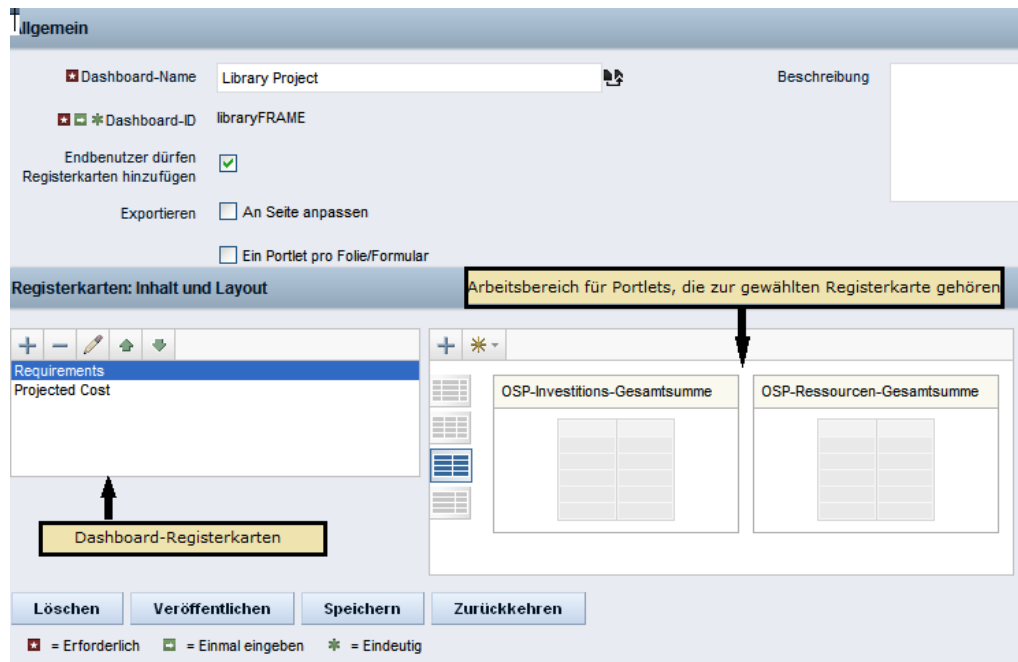 Allgemein
Dashboard-Name
Library Project
Beschreibung
Dashboard-ID
libraryFRAME
Endbenutzer dürfen
Registerkarten hinzufügen
Exportieren
An Seite anpassen
Ein Portlet pro Folie/Formular
Registerkarten: Inhalt und Layout
Arbeitsbereich für Portlets, die zur gewählten Registerkarte gehören
Requirements
Projected Cost
OSP-Investitions-Gesamtsumme
OSP-Ressourcen-Gesamtsumme
Dashboard-Registerkarten
Löschen
Veröffentlichen
Speichern
Zurückkehren
= Erforderlich
= Einmal eingeben
= Eindeutig